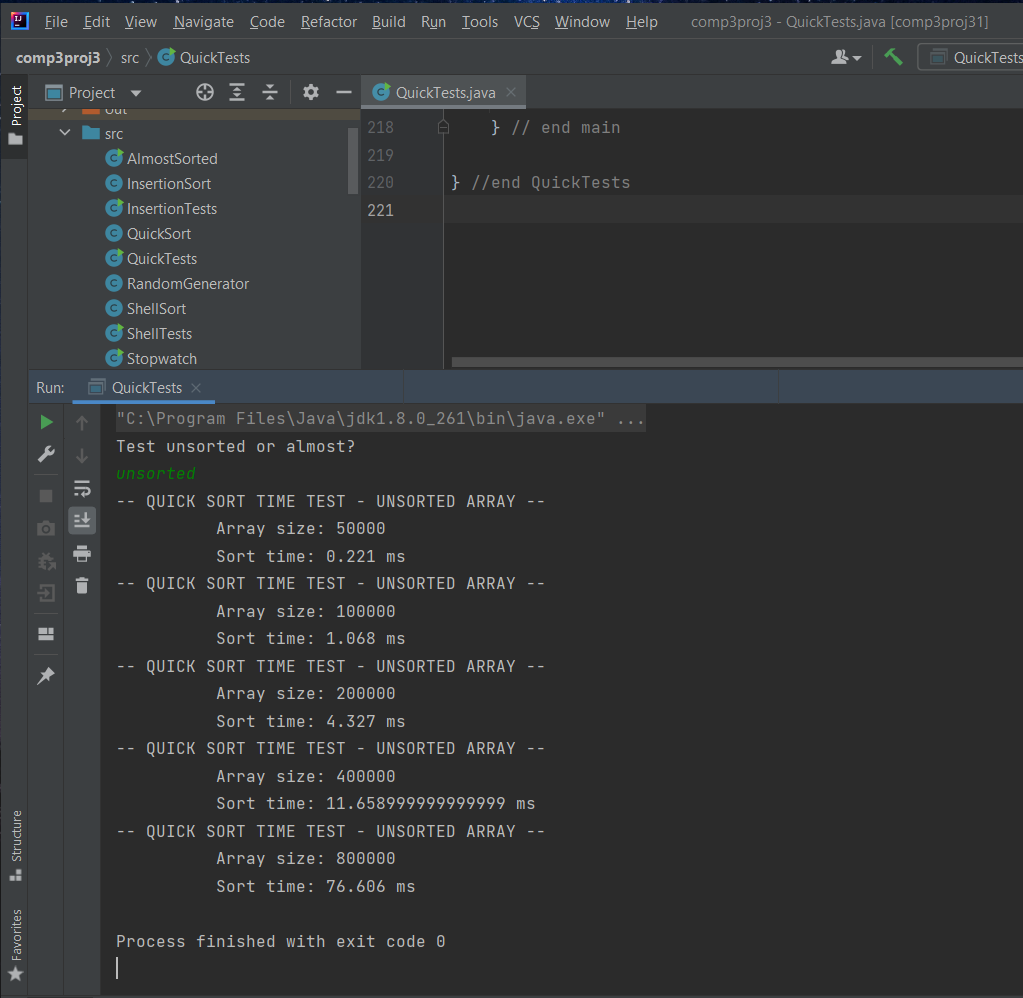 File Edit View Navigate Code Refactor Build Run Tools VCS Window Help comp3proj3 - QuickTests.java [comp3proj31]
comp3proj3 src QuickTests QuickTests
Project
Project
QuickTests.java
out
src
AlmostSorted
InsertionSort
InsertionTests
QuickSort
QuickTests
RandomGenerator
ShellSort
ShellTests
Stopwatch
218 } // end main
219
220 } //end QuickTests
221
Run: QuickTests
"C:\Program Files\Java\jdk1.8.0_261\bin\java.exe" ...
Test unsorted or almost?
unsorted
-- QUICK SORT TIME TEST - UNSORTED ARRAY --
Array size: 50000
Sort time: 0.221 ms
-- QUICK SORT TIME TEST - UNSORTED ARRAY --
Array size: 100000
Sort time: 1.068 ms
-- QUICK SORT TIME TEST - UNSORTED ARRAY --
Array size: 200000
Sort time: 4.327 ms
-- QUICK SORT TIME TEST - UNSORTED ARRAY --
Array size: 400000
Sort time: 11.658999999999999 ms
-- QUICK SORT TIME TEST - UNSORTED ARRAY --
Array size: 800000
Sort time: 76.606 ms
Process finished with exit code 0
Structure
Favorites